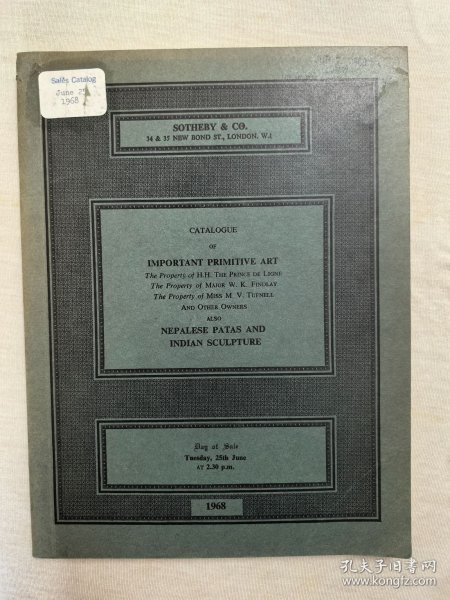 Sales Catalog
June 25,
1968
SOTHEBY & CO.
34 & 35 NEW BOND ST., LONDON, W.1
CATALOGUE
OF
IMPORTANT PRIMITIVE ART
The Property of H.H. THE PRINCE DE LIGNE
The Property of MAJOR W. K. FINDLAY
The Property of MISS M. V. TUFNELL
AND OTHER OWNERS
ALSO
NEPALESE PATAS AND
INDIAN SCULPTURE
Day of Sale
Tuesday, 25th June
AT 2.30 p.m.
1968
孔夫子旧书网
www.kongfz.com